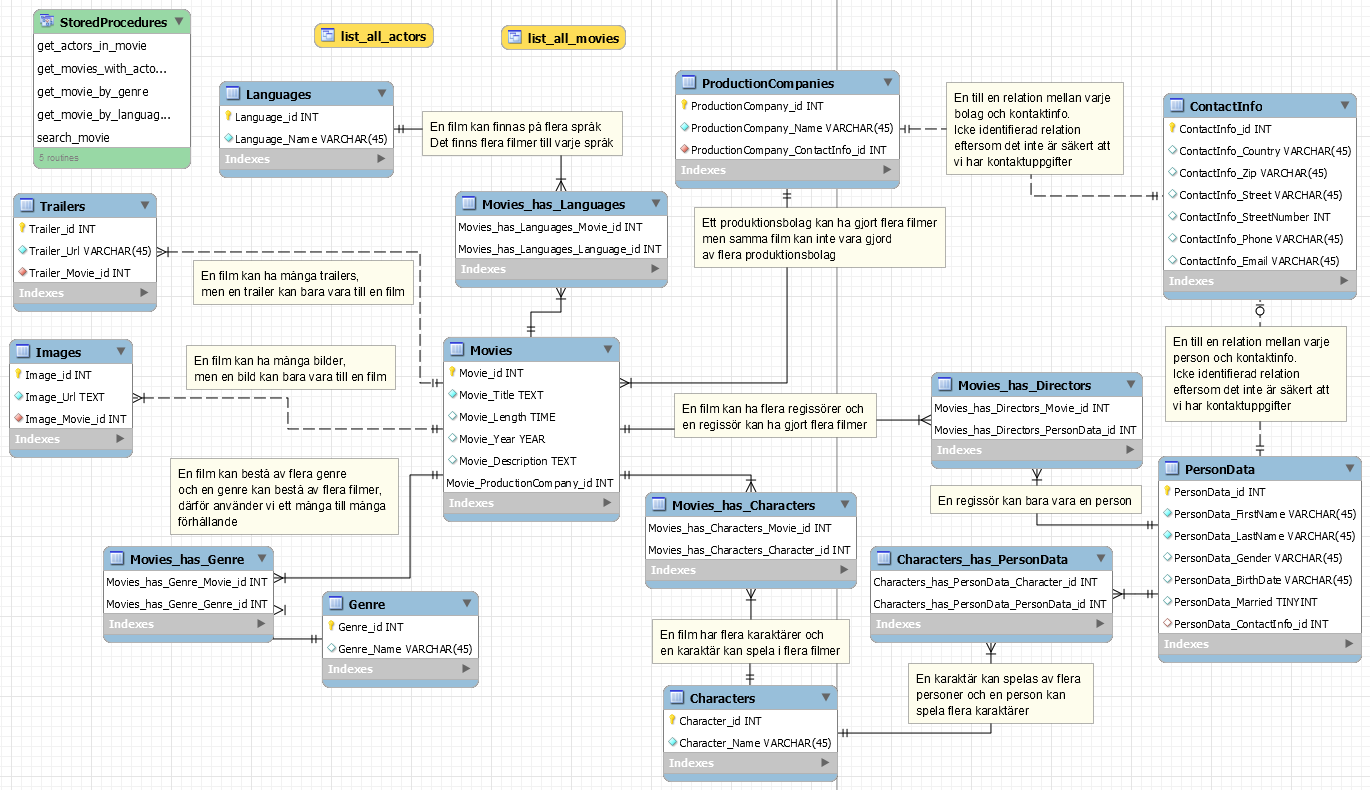 StoredProcedures
get_actors_in_movie
get_movies_with_acto...
get_movie_by_genre
get_movie_by_languag...
search_movie
5 routines
list_all_actors
list_all_movies
Languages
Language_id INT
Language_Name VARCHAR(45)
Indexes
En film kan finnas på flera språk
Det finns flera filmer till varje språk
ProductionCompanies
ProductionCompany_id INT
ProductionCompany_Name VARCHAR(45)
ProductionCompany_ContactInfo_id INT
Indexes
En till en relation mellan varje
bolag och kontaktinfo.
Icke identifierad relation
eftersom det inte är säkert att
vi har kontaktuppgifter
ContactInfo
ContactInfo_id INT
ContactInfo_Country VARCHAR(45)
ContactInfo_Zip VARCHAR(45)
ContactInfo_Street VARCHAR(45)
ContactInfo_StreetNumber INT
ContactInfo_Phone VARCHAR(45)
ContactInfo_Email VARCHAR(45)
Indexes
Trailers
Trailer_id INT
Trailer_Url VARCHAR(45)
Trailer_Movie_id INT
Indexes
En film kan ha många trailers,
men en trailer kan bara vara till en film
Movies_has_Languages
Movies_has_Languages_Movie_id INT
Movies_has_Languages_Language_id INT
Indexes
Ett produktionsbolag kan ha gjort flera filmer
men samma film kan inte vara gjord
av flera produktionsbolag
Images
Image_id INT
Image_Url TEXT
Image_Movie_id INT
Indexes
En film kan ha många bilder,
men en bild kan bara vara till en film
Movies
Movie_id INT
Movie_Title TEXT
Movie_Length TIME
Movie_Year YEAR
Movie_Description TEXT
Movie_ProductionCompany_id INT
Indexes
En film kan ha flera regissörer och
en regissör kan ha gjort flera filmer
Movies_has_Directors
Movies_has_Directors_Movie_id INT
Movies_has_Directors_PersonData_id INT
Indexes
En till en relation mellan varje
person och kontaktinfo.
Icke identifierad relation
eftersom det inte är säkert att
vi har kontaktuppgifter
En film kan bestå av flera genre
och en genre kan bestå av flera filmer,
därför använder vi ett många till många
förhållande
En regissör kan bara vara en person
PersonData
PersonData_id INT
PersonData_FirstName VARCHAR(45)
PersonData_LastName VARCHAR(45)
PersonData_Gender VARCHAR(45)
PersonData_BirthDate VARCHAR(45)
PersonData_Married TINYINT
PersonData_ContactInfo_id INT
Indexes
Movies_has_Characters
Movies_has_Characters_Movie_id INT
Movies_has_Characters_Character_id INT
Indexes
Characters_has_PersonData
Characters_has_PersonData_Character_id INT
Characters_has_PersonData_PersonData_id INT
Indexes
Movies_has_Genre
Movies_has_Genre_Movie_id INT
Movies_has_Genre_Genre_id INT
Indexes
Genre
Genre_id INT
Genre_Name VARCHAR(45)
Indexes
En film har flera karaktärer och
en karaktär kan spela i flera filmer
En karaktär kan spelas av flera
personer och en person kan
spela flera karaktärer
Characters
Character_id INT
Character_Name VARCHAR(45)
Indexes